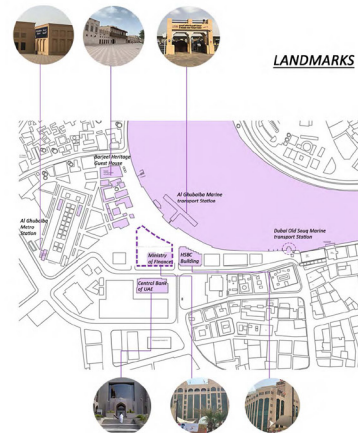 LANDMARKS
Barjeel Heritage
Guest House
Al Ghubaiba Marine
transport Station
Al Ghubaiba
Metro
Station
Dubai Old Souq Marine
transport Station
Ministry
of Finance
HSBC
Building
Central Bank
of UAE